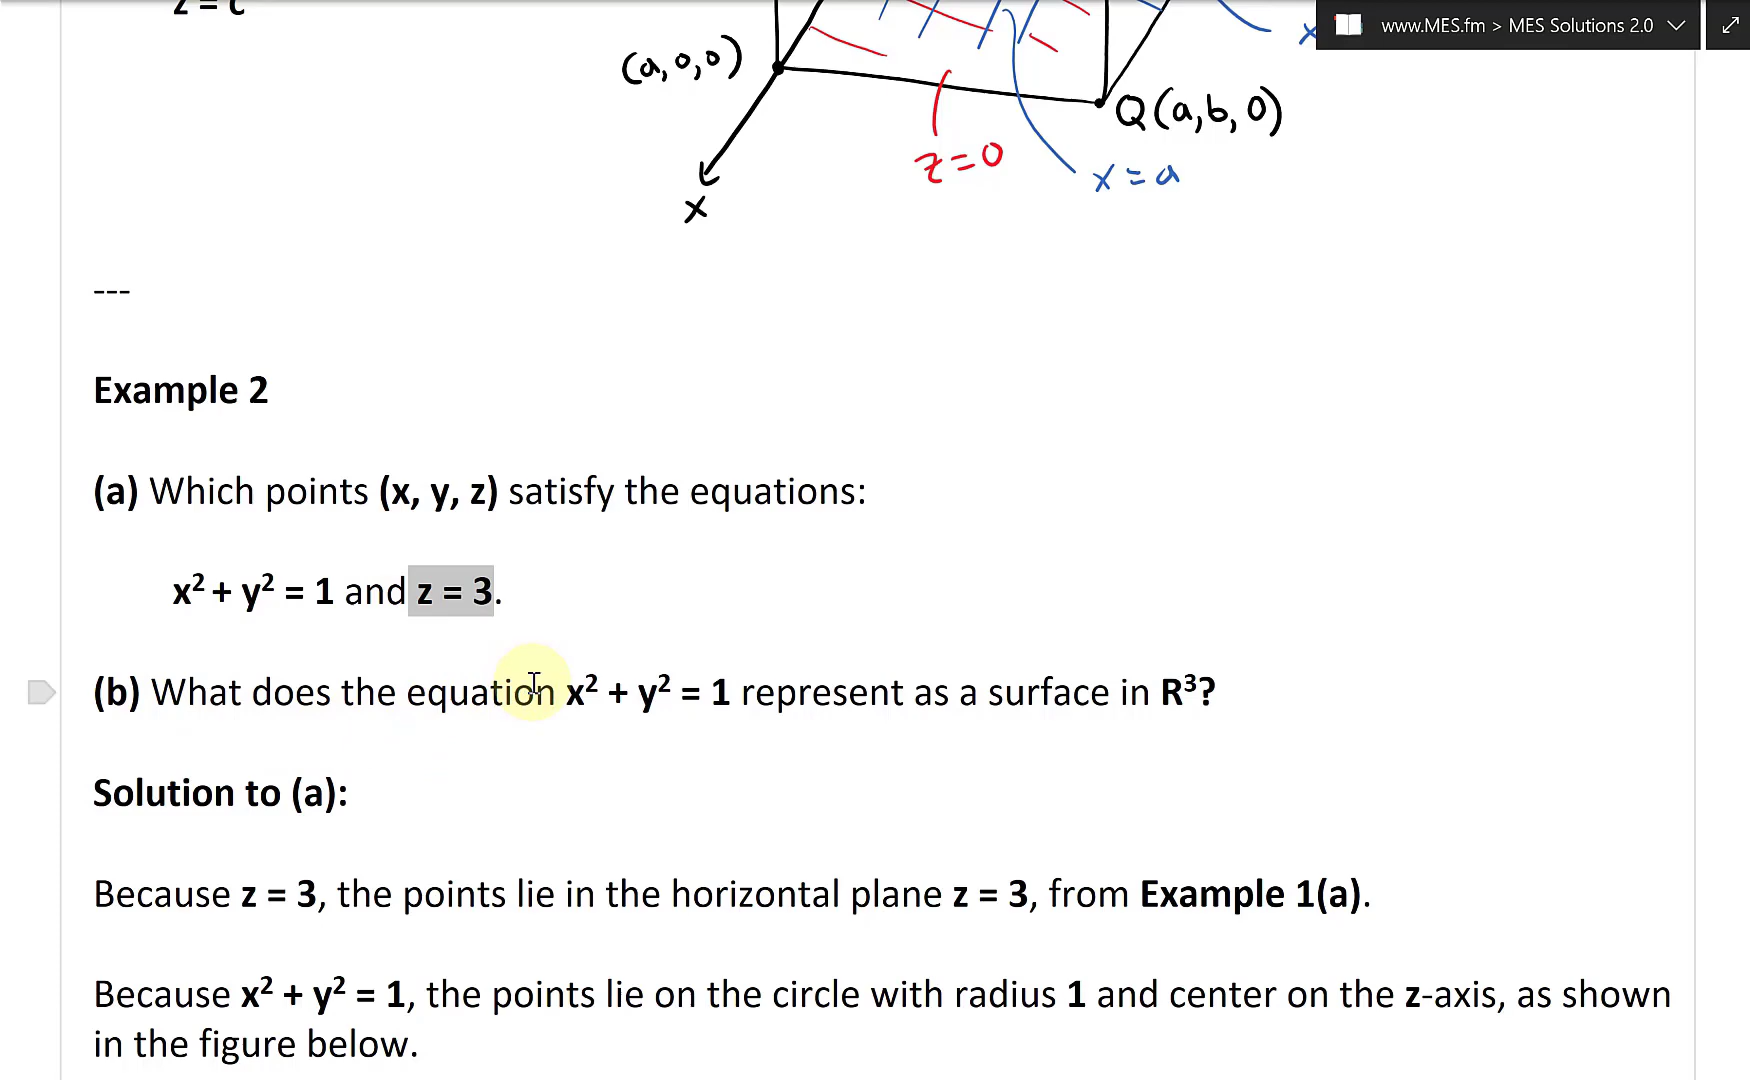 z = c
www.MES.fm > MES Solutions 2.0
(a,0,0)
x
Q(a,b,0)
z=0
x=a
x
---
Example 2
(a) Which points (x, y, z) satisfy the equations:
x² + y² = 1 and z = 3.
(b) What does the equation x² + y² = 1 represent as a surface in R³?
Solution to (a):
Because z = 3, the points lie in the horizontal plane z = 3, from Example 1(a).
Because x² + y² = 1, the points lie on the circle with radius 1 and center on the z-axis, as shown
in the figure below.